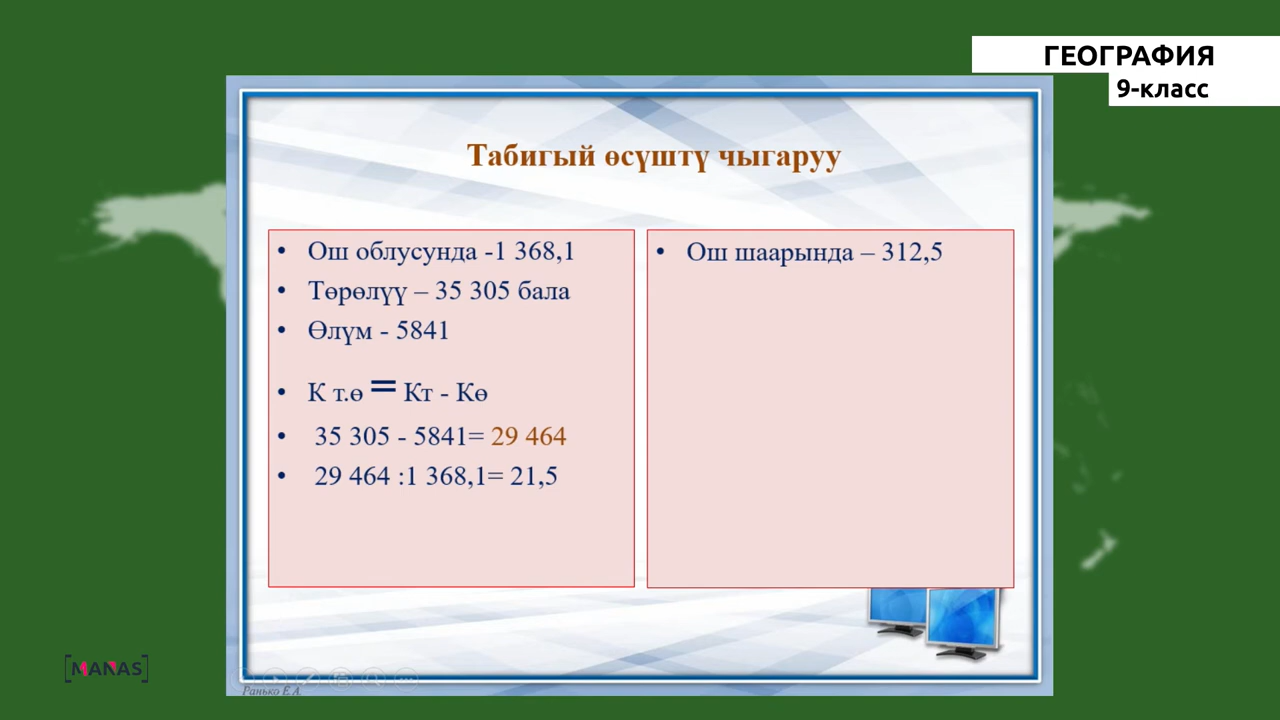 ГЕОГРАФИЯ
9-класс
Табигый өсүштү чыгаруу
• Ош облусунда -1 368,1
• Төрөлүү – 35 305 бала
• Өлүм - 5841
• К т.ө = Кт - Кө
• 35 305 - 5841= 29 464
• 29 464 :1 368,1= 21,5
• Ош шаарында – 312,5
[MANAS]
Ранько Е.А.